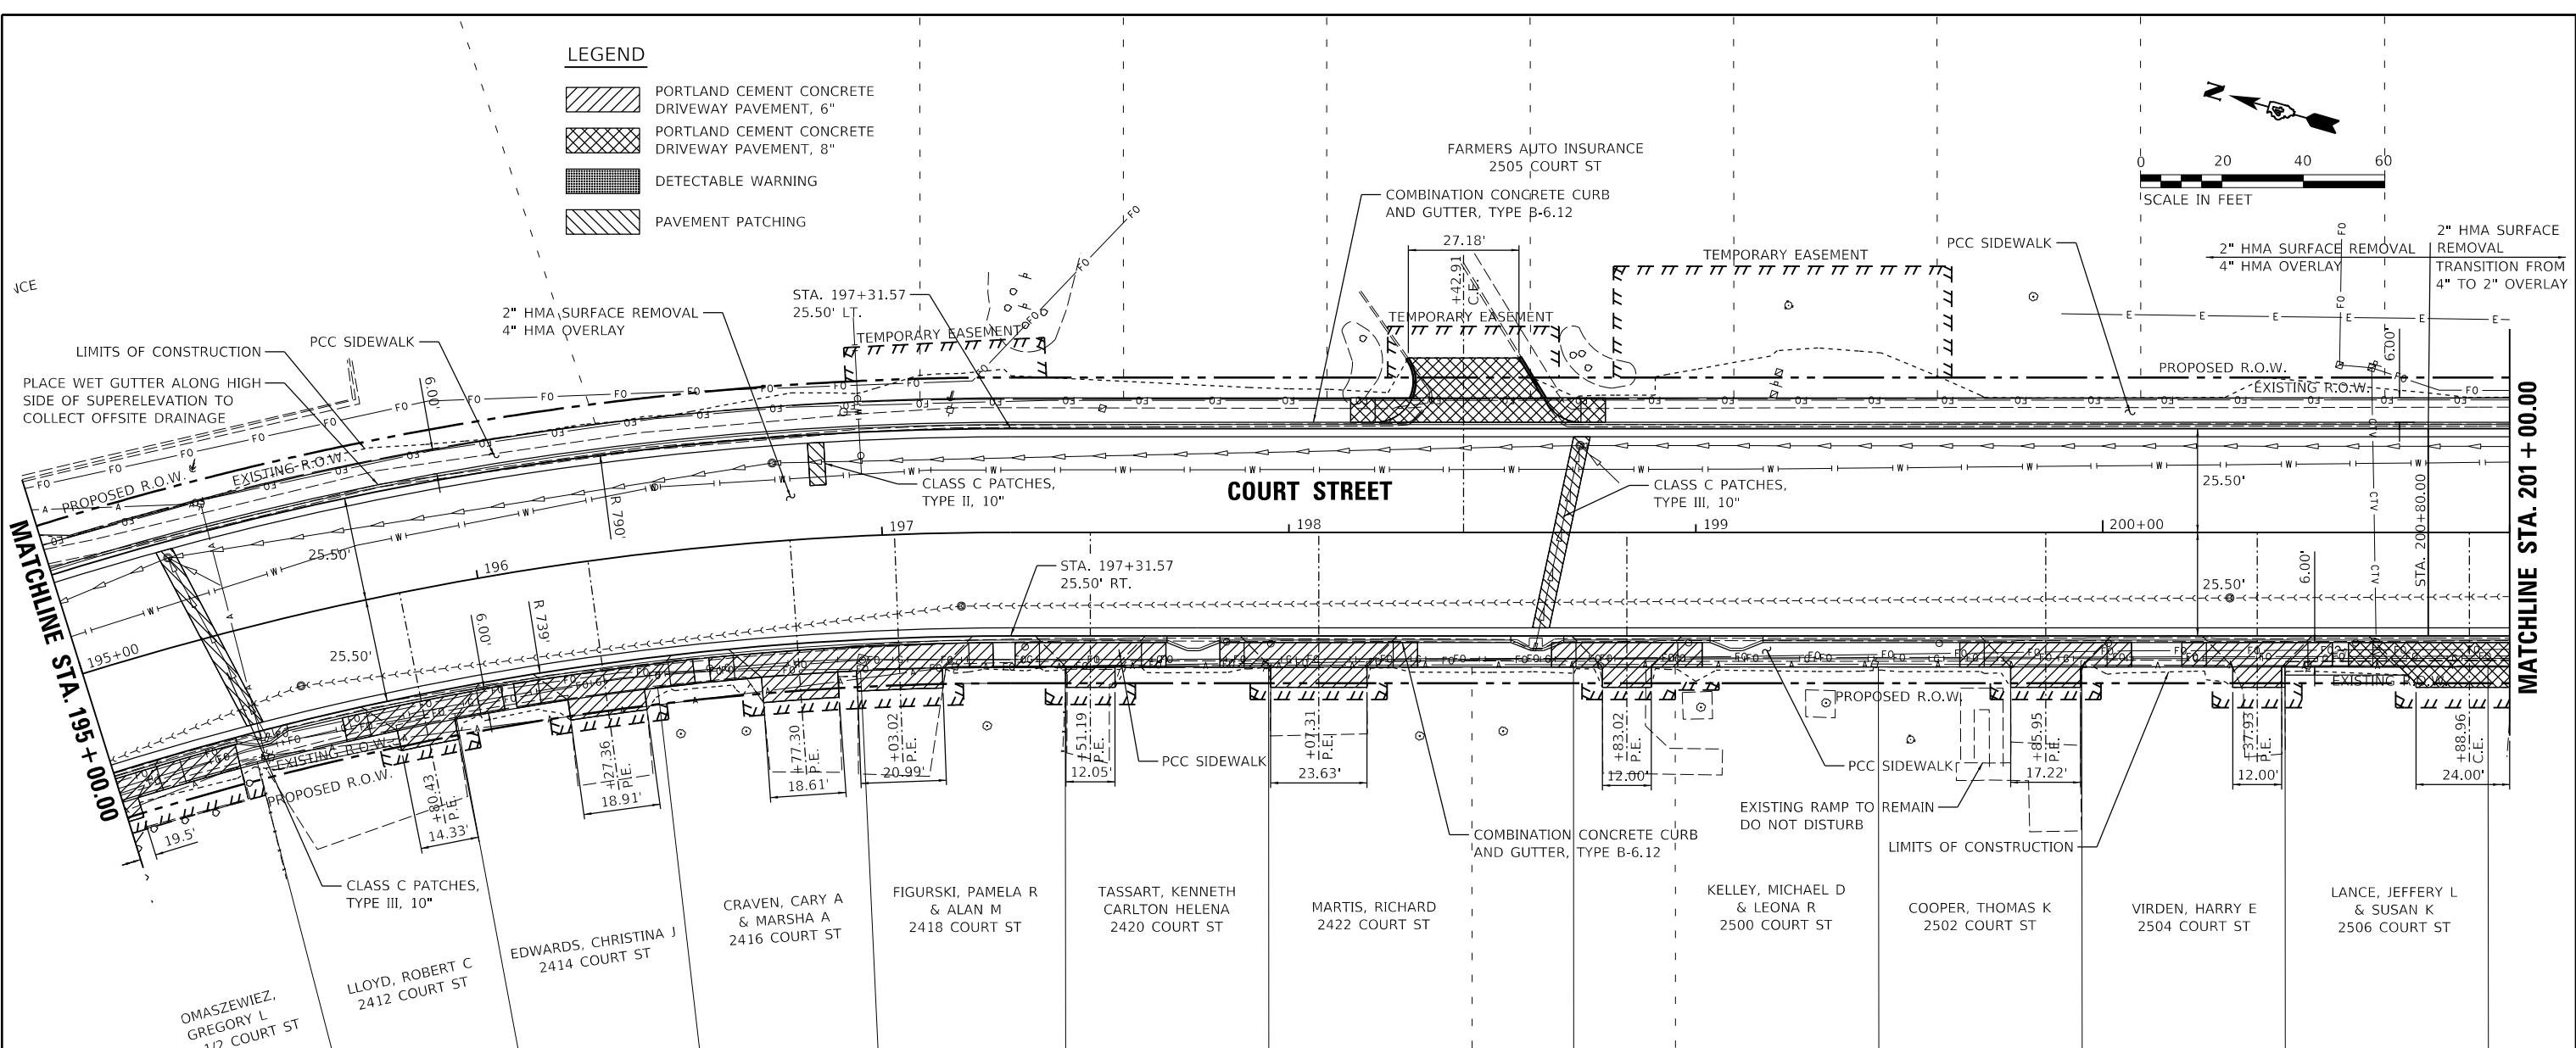 LEGEND
PORTLAND CEMENT CONCRETE
DRIVEWAY PAVEMENT, 6"
PORTLAND CEMENT CONCRETE
DRIVEWAY PAVEMENT, 8"
DETECTABLE WARNING
PAVEMENT PATCHING
N
0 20 40 60
SCALE IN FEET
FARMERS AUTO INSURANCE
2505 COURT ST
COMBINATION CONCRETE CURB
AND GUTTER, TYPE B-6.12
27.18'
+42.91
C.E.
TEMPORARY EASEMENT
TEMPORARY EASEMENT
TEMPORARY EASEMENT
PCC SIDEWALK
2" HMA SURFACE REMOVAL
4" HMA OVERLAY
2" HMA SURFACE
REMOVAL
TRANSITION FROM
4" TO 2" OVERLAY
STA. 197+31.57
25.50' LT.
2" HMA SURFACE REMOVAL
4" HMA OVERLAY
PCC SIDEWALK
LIMITS OF CONSTRUCTION
PLACE WET GUTTER ALONG HIGH
SIDE OF SUPERELEVATION TO
COLLECT OFFSITE DRAINAGE
6.00'
6.00'
PROPOSED R.O.W.
EXISTING R.O.W.
PROPOSED R.O.W.
EXISTING R.O.W.
CLASS C PATCHES,
TYPE II, 10"
COURT STREET
CLASS C PATCHES,
TYPE III, 10"
R 790'
25.50'
25.50'
MATCHLINE STA. 195+00.00
MATCHLINE STA. 201+00.00
STA. 200+80.00
195+00
196
197
198
199
200+00
STA. 197+31.57
25.50' RT.
6.00'
R 739'
25.50'
25.50'
6.00'
EXISTING R.O.W.
PROPOSED R.O.W.
PROPOSED R.O.W.
EXISTING R.O.W.
19.5'
+80.43
P.E.
14.33'
+27.36
P.E.
18.91'
+77.30
P.E.
18.61'
+03.02
P.E.
20.99'
+51.19
P.E.
12.05'
PCC SIDEWALK
+07.31
P.E.
23.63'
+83.02
P.E.
12.00'
PCC SIDEWALK
+85.95
P.E.
17.22'
+37.93
P.E.
12.00'
+88.96
C.E.
24.00'
EXISTING RAMP TO REMAIN
DO NOT DISTURB
COMBINATION CONCRETE CURB
AND GUTTER, TYPE B-6.12
LIMITS OF CONSTRUCTION
CLASS C PATCHES,
TYPE III, 10"
OMASZEWIEZ,
GREGORY L
1/2 COURT ST
LLOYD, ROBERT C
2412 COURT ST
EDWARDS, CHRISTINA J
2414 COURT ST
CRAVEN, CARY A
& MARSHA A
2416 COURT ST
FIGURSKI, PAMELA R
& ALAN M
2418 COURT ST
TASSART, KENNETH
CARLTON HELENA
2420 COURT ST
MARTIS, RICHARD
2422 COURT ST
KELLEY, MICHAEL D
& LEONA R
2500 COURT ST
COOPER, THOMAS K
2502 COURT ST
VIRDEN, HARRY E
2504 COURT ST
LANCE, JEFFERY L
& SUSAN K
2506 COURT ST